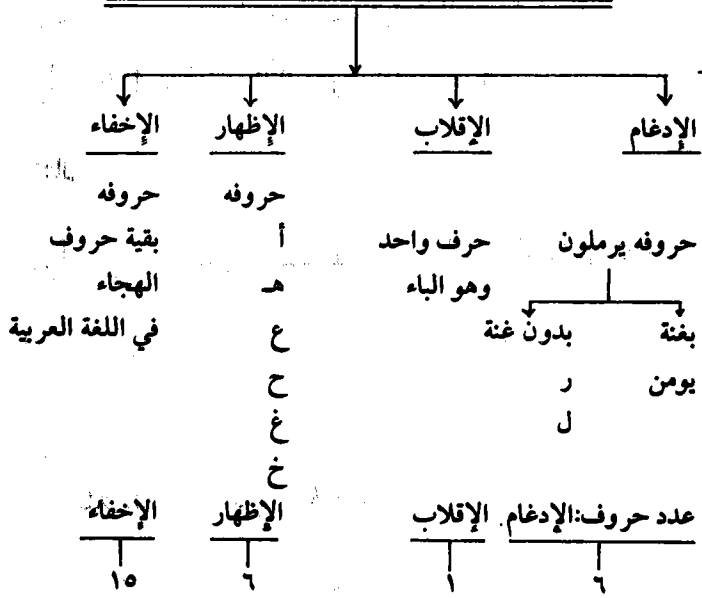 الإدغام الإقلاب الإظهار الإخفاء
حروفه حروفه
حروفه يرملون حرف واحد أ بقية حروف
وهو الباء هـ الهجاء
بغنة بدون غنة ع في اللغة العربية
يومن ر ح
ل غ
خ
عدد حروف: الإدغام الإقلاب الإظهار الإخفاء
٦ ١ ٦ ١٥